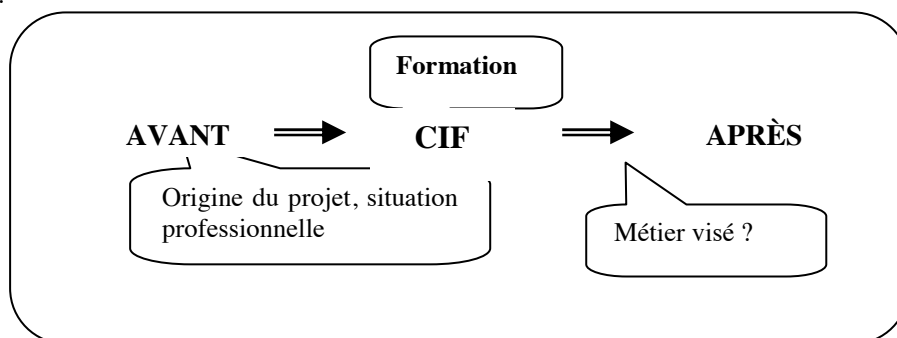 Formation
AVANT CIF APRÈS
Origine du projet, situation
professionnelle
Métier visé ?